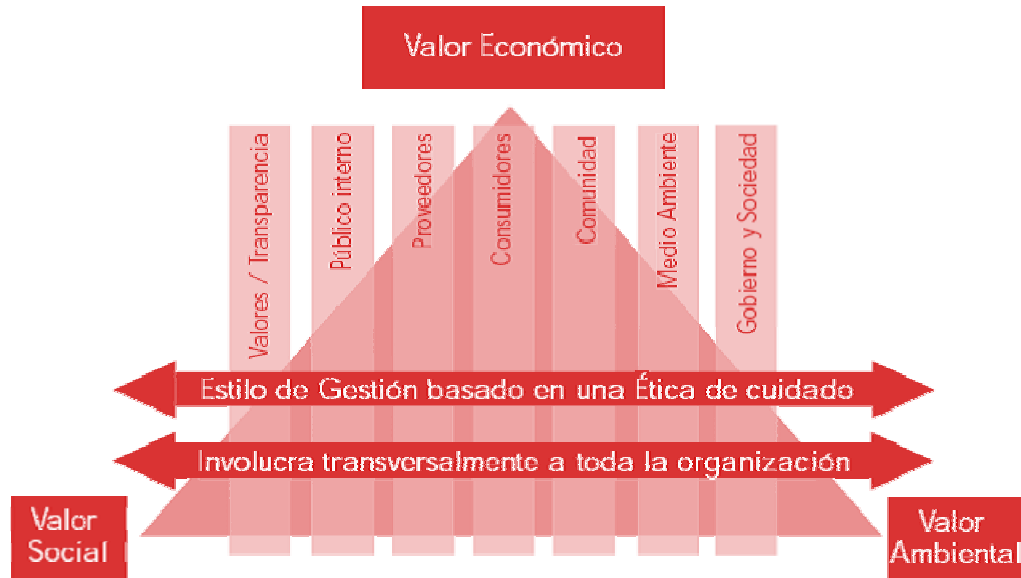 Valor Económico
Valores / Transparencia
Público interno
Proveedores
Consumidores
Comunidad
Medio Ambiente
Gobierno y Sociedad
Estilo de Gestión basado en una Ética de cuidado
Involucra transversalmente a toda la organización
Valor
Social
Valor
Ambiental